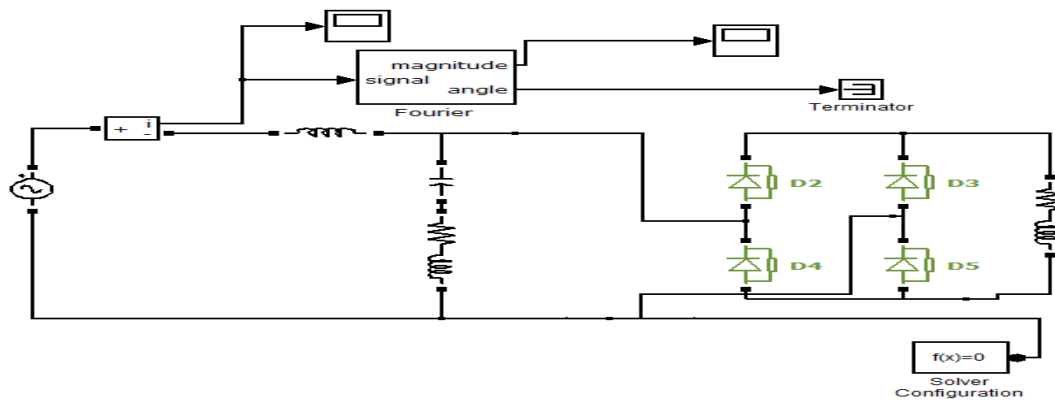 magnitude
signal
angle
Fourier
Terminator
i
+
-
D2
D3
D4
D5
f(x)=0
Solver
Configuration